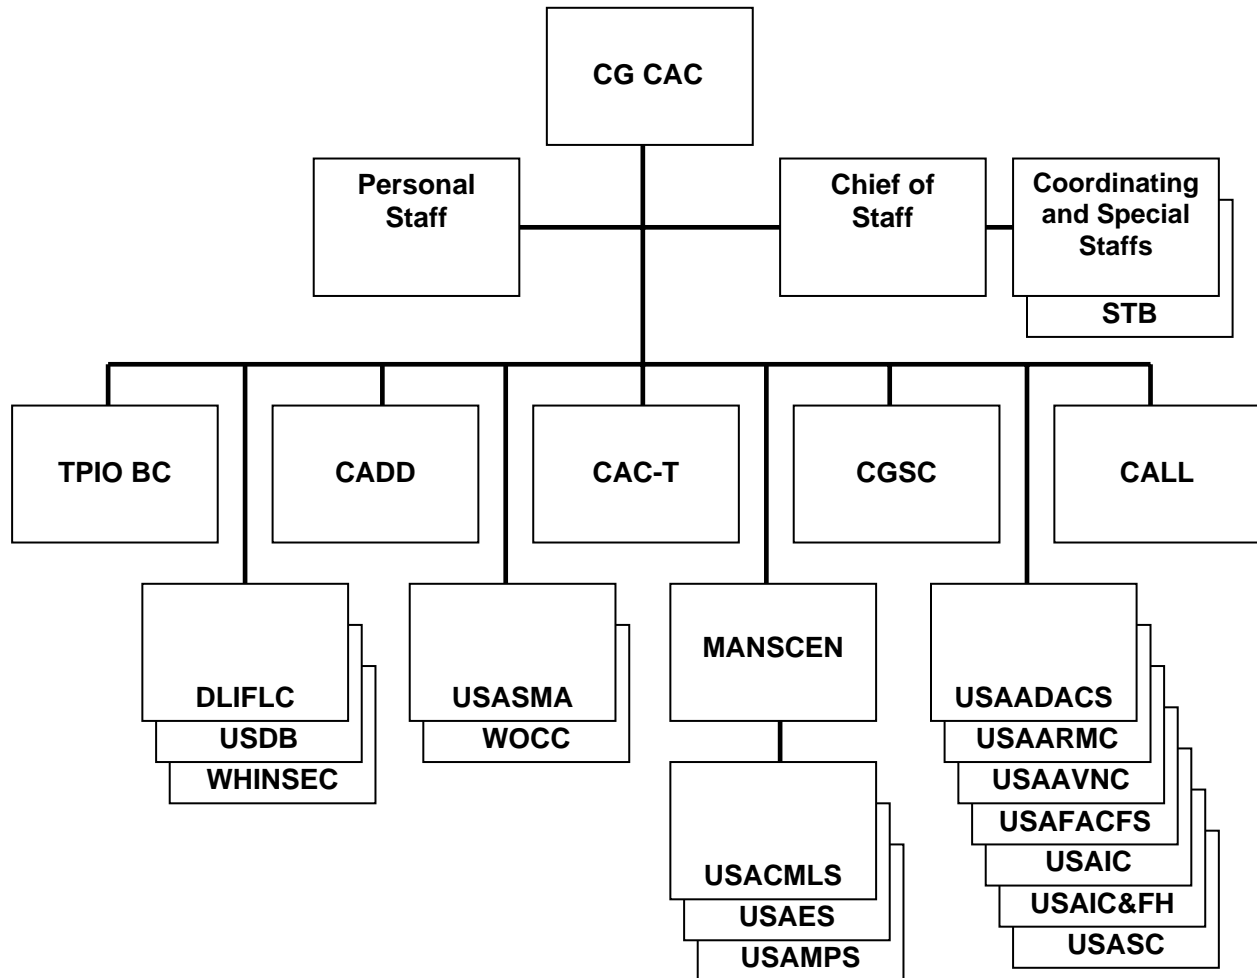 CG CAC
Personal
Staff
Chief of
Staff
Coordinating
and Special
Staffs
STB
TPIO BC
CADD
CAC-T
CGSC
CALL
DLIFLC
USDB
WHINSEC
USASMA
WOCC
MANSCEN
USACMLS
USAES
USAMPS
USAADACS
USAARMC
USAAVNC
USAFACFS
USAIC
USAIC&FH
USASC